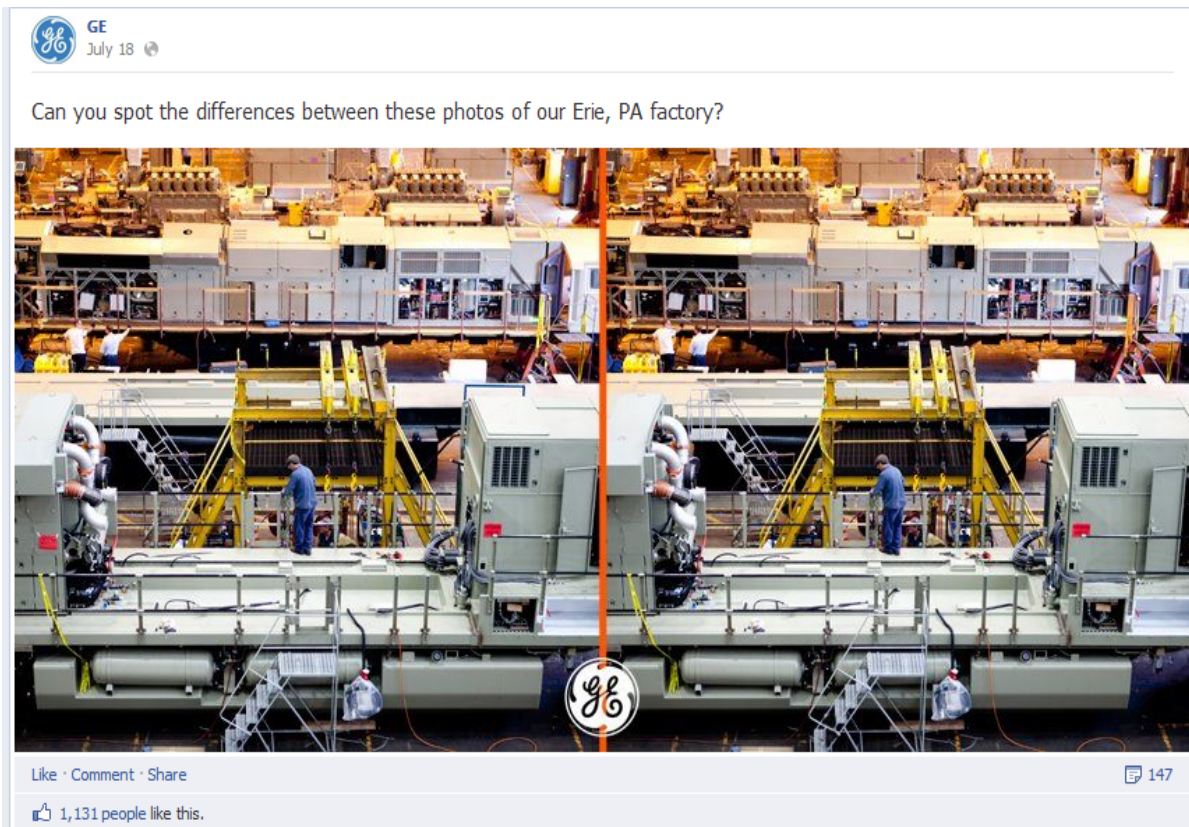 GE
July 18
Can you spot the differences between these photos of our Erie, PA factory?
GE
Like · Comment · Share
147
1,131 people like this.